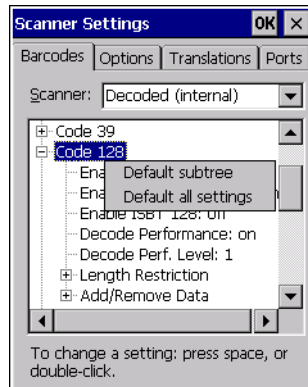 Scanner Settings OK ×
Barcodes Options Translations Ports
Scanner: Decoded (internal)
Code 39
Code 128
Ena
Default subtree
Ena
Default all settings
Enable ISBT 128: off
Decode Performance: on
Decode Perf. Level: 1
Length Restriction
Add/Remove Data
To change a setting: press space, or
double-click.